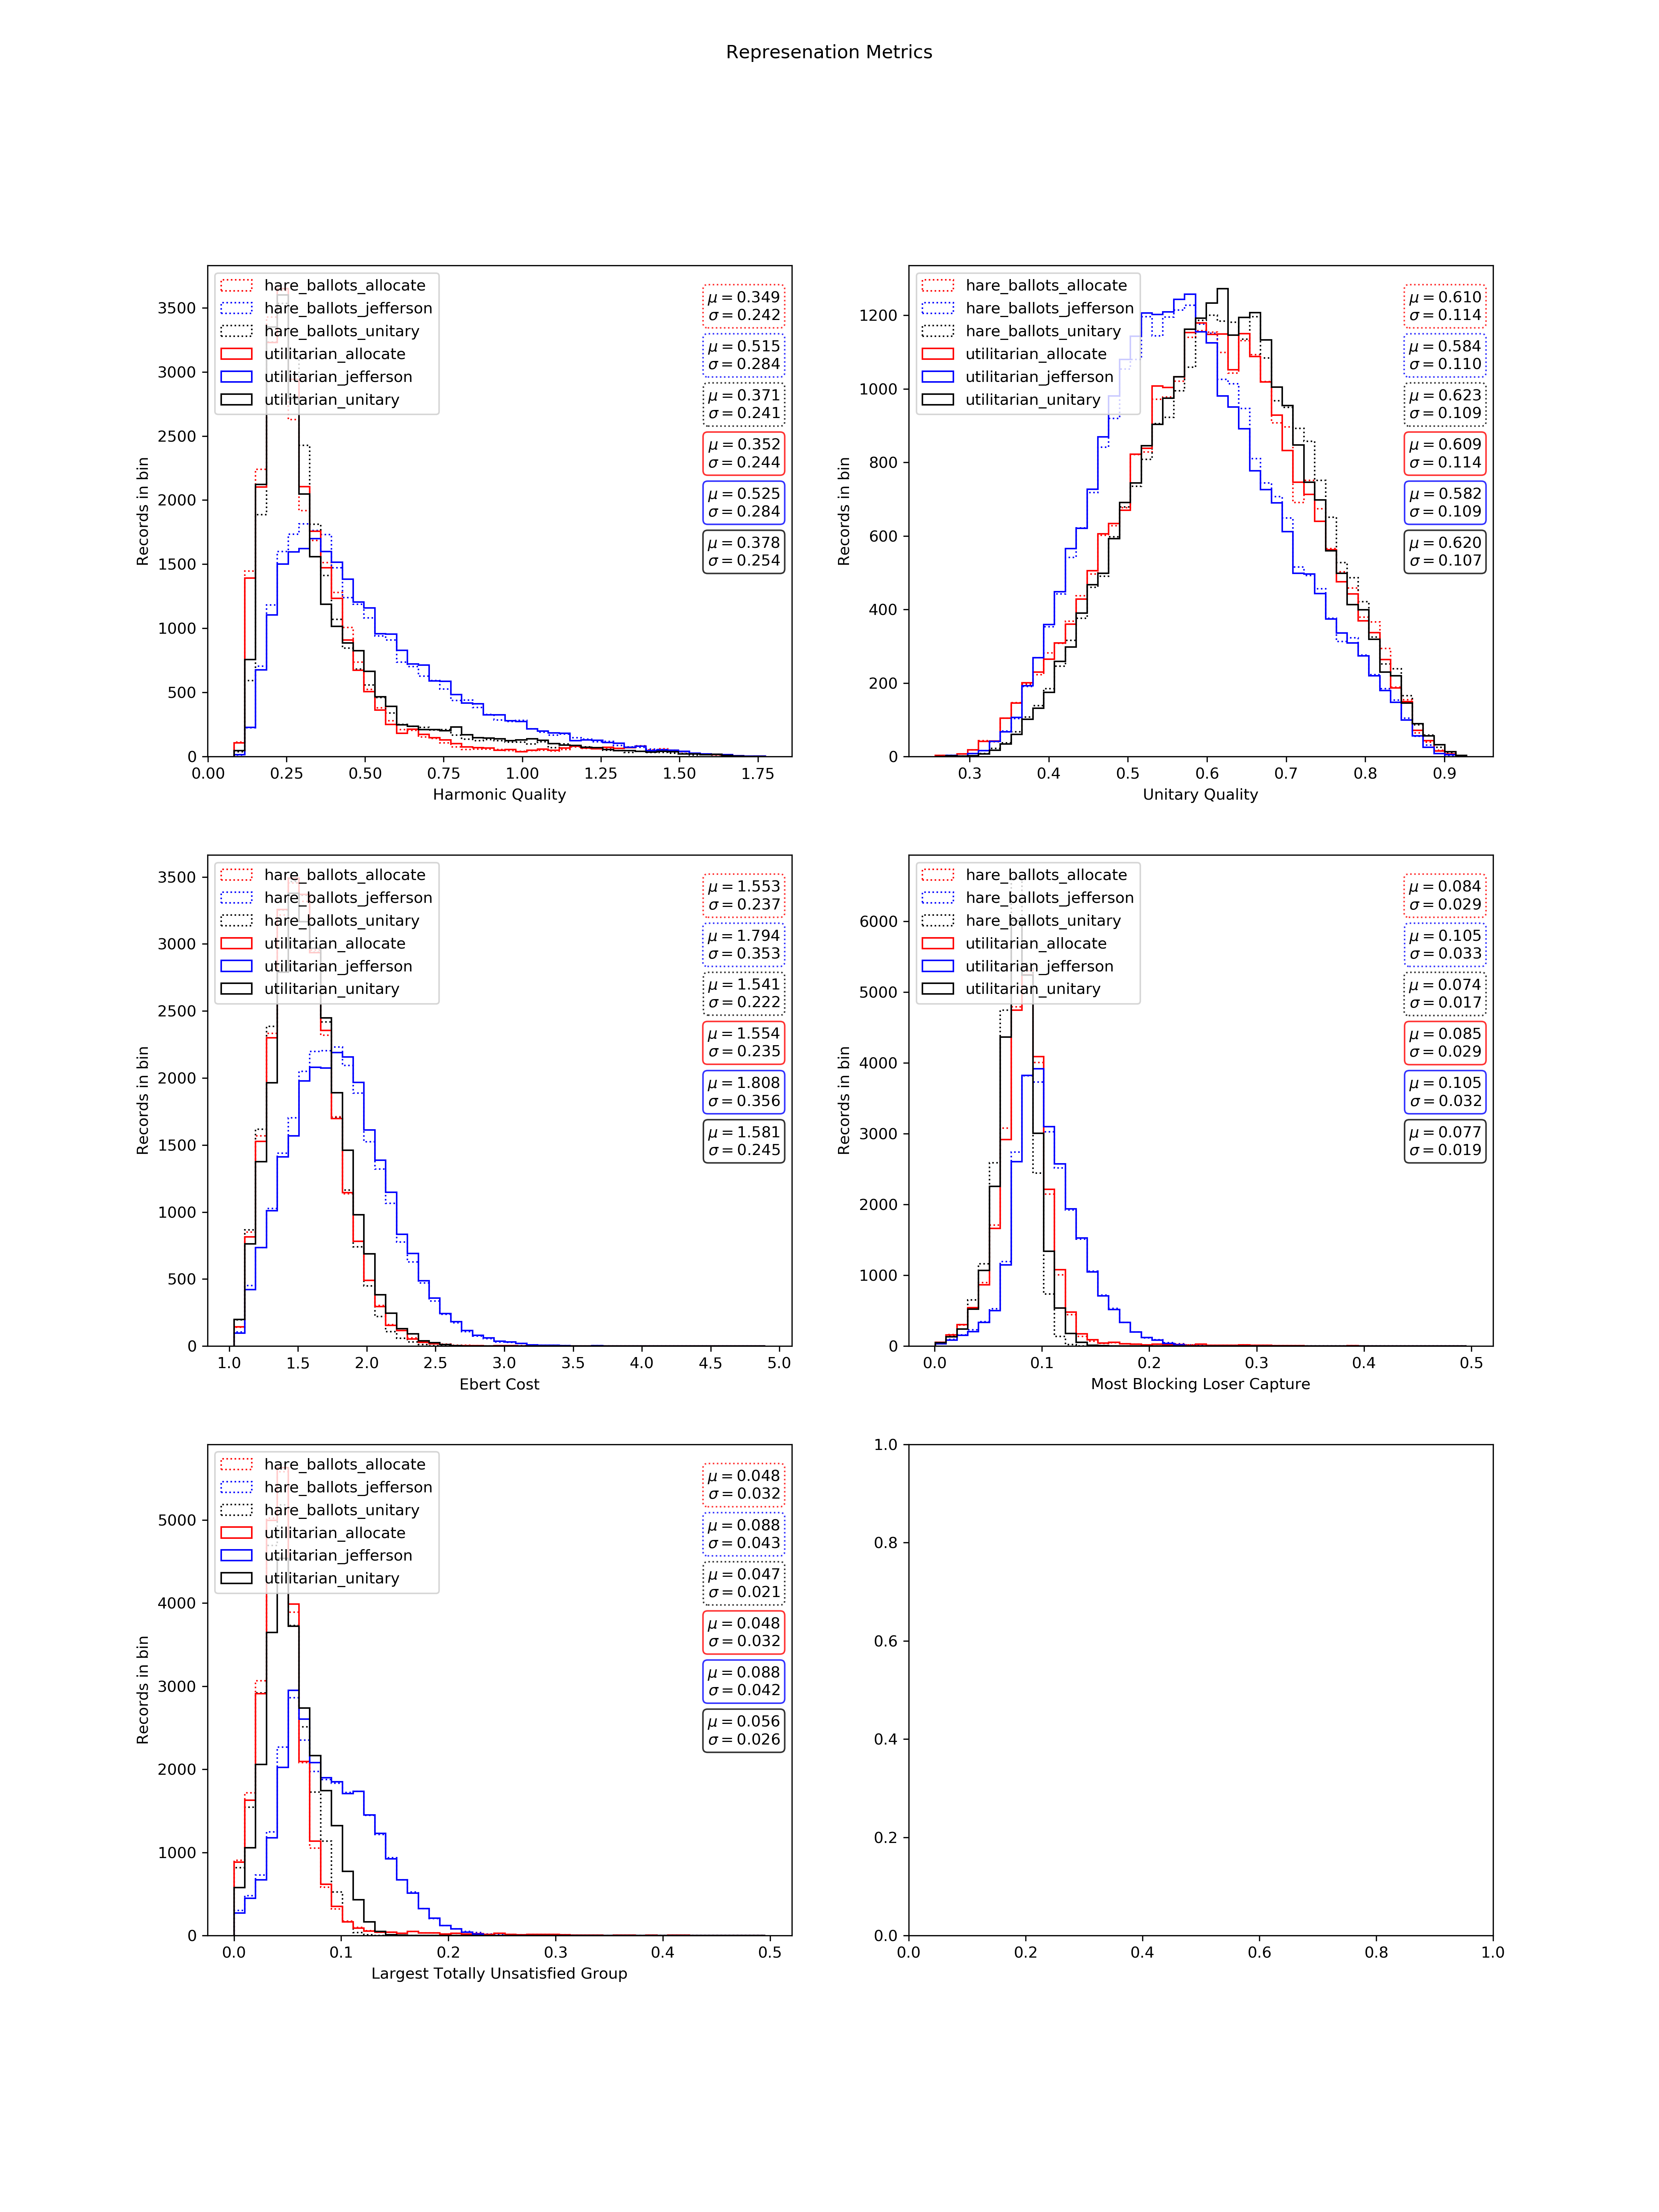 Represenation Metrics
hare_ballots_allocate
hare_ballots_jefferson
hare_ballots_unitary
utilitarian_allocate
utilitarian_jefferson
utilitarian_unitary
μ = 0.349
σ = 0.242
μ = 0.515
σ = 0.284
μ = 0.371
σ = 0.241
μ = 0.352
σ = 0.244
μ = 0.525
σ = 0.284
μ = 0.378
σ = 0.254
3500
3000
2500
2000
1500
1000
500
0
Records in bin
0.00 0.25 0.50 0.75 1.00 1.25 1.50 1.75
Harmonic Quality
hare_ballots_allocate
hare_ballots_jefferson
hare_ballots_unitary
utilitarian_allocate
utilitarian_jefferson
utilitarian_unitary
μ = 0.610
σ = 0.114
μ = 0.584
σ = 0.110
μ = 0.623
σ = 0.109
μ = 0.609
σ = 0.114
μ = 0.582
σ = 0.109
μ = 0.620
σ = 0.107
1200
1000
800
600
400
200
0
Records in bin
0.3 0.4 0.5 0.6 0.7 0.8 0.9
Unitary Quality
hare_ballots_allocate
hare_ballots_jefferson
hare_ballots_unitary
utilitarian_allocate
utilitarian_jefferson
utilitarian_unitary
μ = 1.553
σ = 0.237
μ = 1.794
σ = 0.353
μ = 1.541
σ = 0.222
μ = 1.554
σ = 0.235
μ = 1.808
σ = 0.356
μ = 1.581
σ = 0.245
3500
3000
2500
2000
1500
1000
500
0
Records in bin
1.0 1.5 2.0 2.5 3.0 3.5 4.0 4.5 5.0
Ebert Cost
hare_ballots_allocate
hare_ballots_jefferson
hare_ballots_unitary
utilitarian_allocate
utilitarian_jefferson
utilitarian_unitary
μ = 0.084
σ = 0.029
μ = 0.105
σ = 0.033
μ = 0.074
σ = 0.017
μ = 0.085
σ = 0.029
μ = 0.105
σ = 0.032
μ = 0.077
σ = 0.019
6000
5000
4000
3000
2000
1000
0
Records in bin
0.0 0.1 0.2 0.3 0.4 0.5
Most Blocking Loser Capture
hare_ballots_allocate
hare_ballots_jefferson
hare_ballots_unitary
utilitarian_allocate
utilitarian_jefferson
utilitarian_unitary
μ = 0.048
σ = 0.032
μ = 0.088
σ = 0.043
μ = 0.047
σ = 0.021
μ = 0.048
σ = 0.032
μ = 0.088
σ = 0.042
μ = 0.056
σ = 0.026
5000
4000
3000
2000
1000
0
Records in bin
0.0 0.1 0.2 0.3 0.4 0.5
Largest Totally Unsatisfied Group
1.0
0.8
0.6
0.4
0.2
0.0
0.0 0.2 0.4 0.6 0.8 1.0